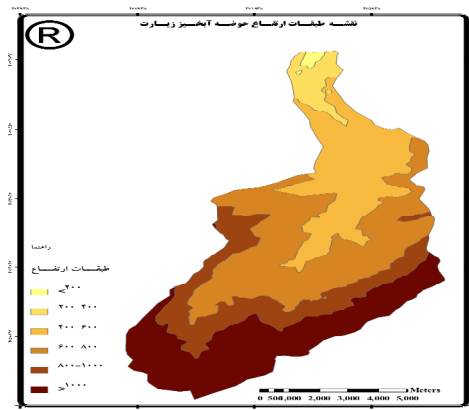 نقشه طبقات ارتفاع حوضه آبخیز زیارت
R
راهنما
طبقات ارتفاع
<۲۰۰
۲۰۰-۴۰۰
۴۰۰-۶۰۰
۶۰۰-۸۰۰
۸۰۰-۱۰۰۰
>۱۰۰۰
0 500 1,000 2,000 3,000 4,000 5,000 Meters